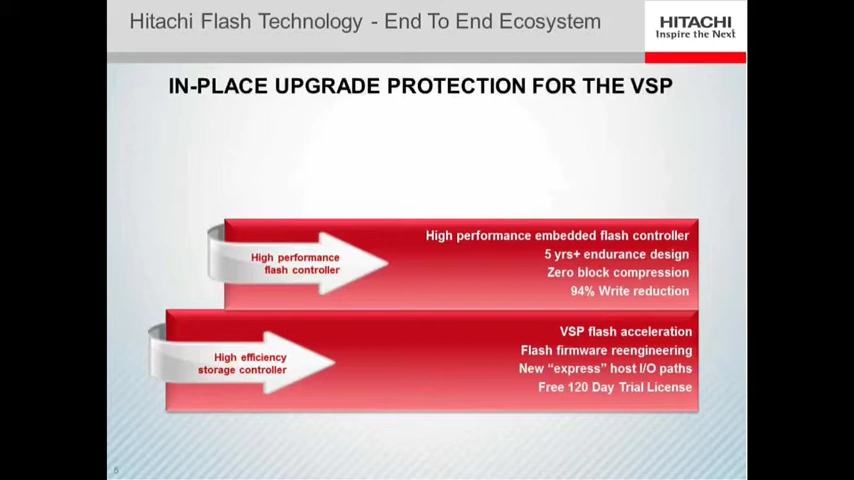 Hitachi Flash Technology - End To End Ecosystem
HITACHI
Inspire the Next
IN-PLACE UPGRADE PROTECTION FOR THE VSP
High performance
flash controller
High performance embedded flash controller
5 yrs+ endurance design
Zero block compression
94% Write reduction
High efficiency
storage controller
VSP flash acceleration
Flash firmware reengineering
New “express” host I/O paths
Free 120 Day Trial License
5